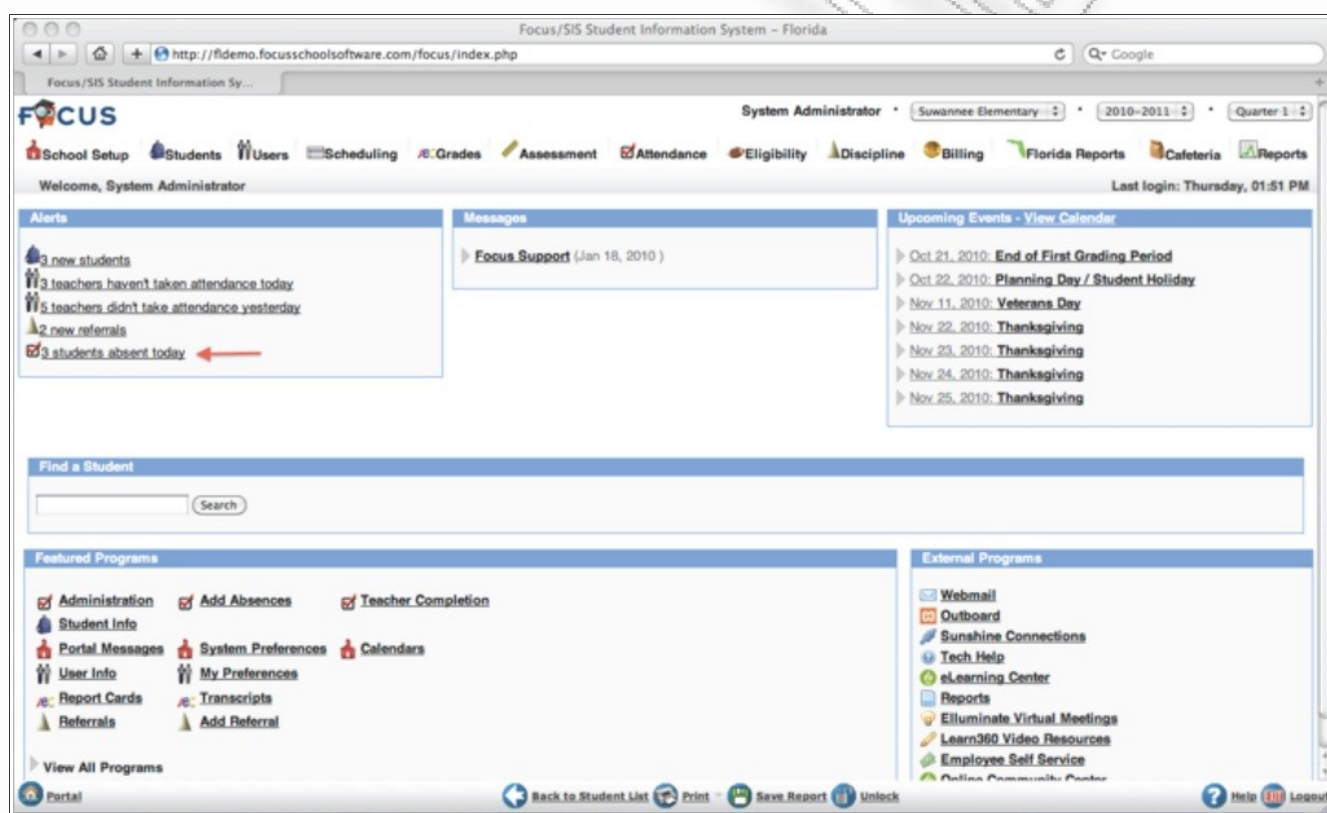 Focus/SIS Student Information System – Florida
http://fldemo.focusschoolsoftware.com/focus/index.php
Google
Focus/SIS Student Information Sy...
FOCUS
System Administrator • Suwannee Elementary • 2010-2011 • Quarter 1
School Setup Students Users Scheduling Grades Assessment Attendance Eligibility Discipline Billing Florida Reports Cafeteria Reports
Welcome, System Administrator
Last login: Thursday, 01:51 PM
Alerts
3 new students
3 teachers haven't taken attendance today
5 teachers didn't take attendance yesterday
2 new referrals
3 students absent today
Messages
Focus Support (Jan 18, 2010 )
Upcoming Events - View Calendar
Oct 21, 2010: End of First Grading Period
Oct 22, 2010: Planning Day / Student Holiday
Nov 11, 2010: Veterans Day
Nov 22, 2010: Thanksgiving
Nov 23, 2010: Thanksgiving
Nov 24, 2010: Thanksgiving
Nov 25, 2010: Thanksgiving
Find a Student
Search
Featured Programs
Administration Add Absences Teacher Completion
Student Info
Portal Messages System Preferences Calendars
User Info My Preferences
Report Cards Transcripts
Referrals Add Referral
View All Programs
External Programs
Webmail
Outboard
Sunshine Connections
Tech Help
eLearning Center
Reports
Elluminate Virtual Meetings
Learn360 Video Resources
Employee Self Service
Online Community Center
Portal
Back to Student List Print Save Report Unlock
Help Logout